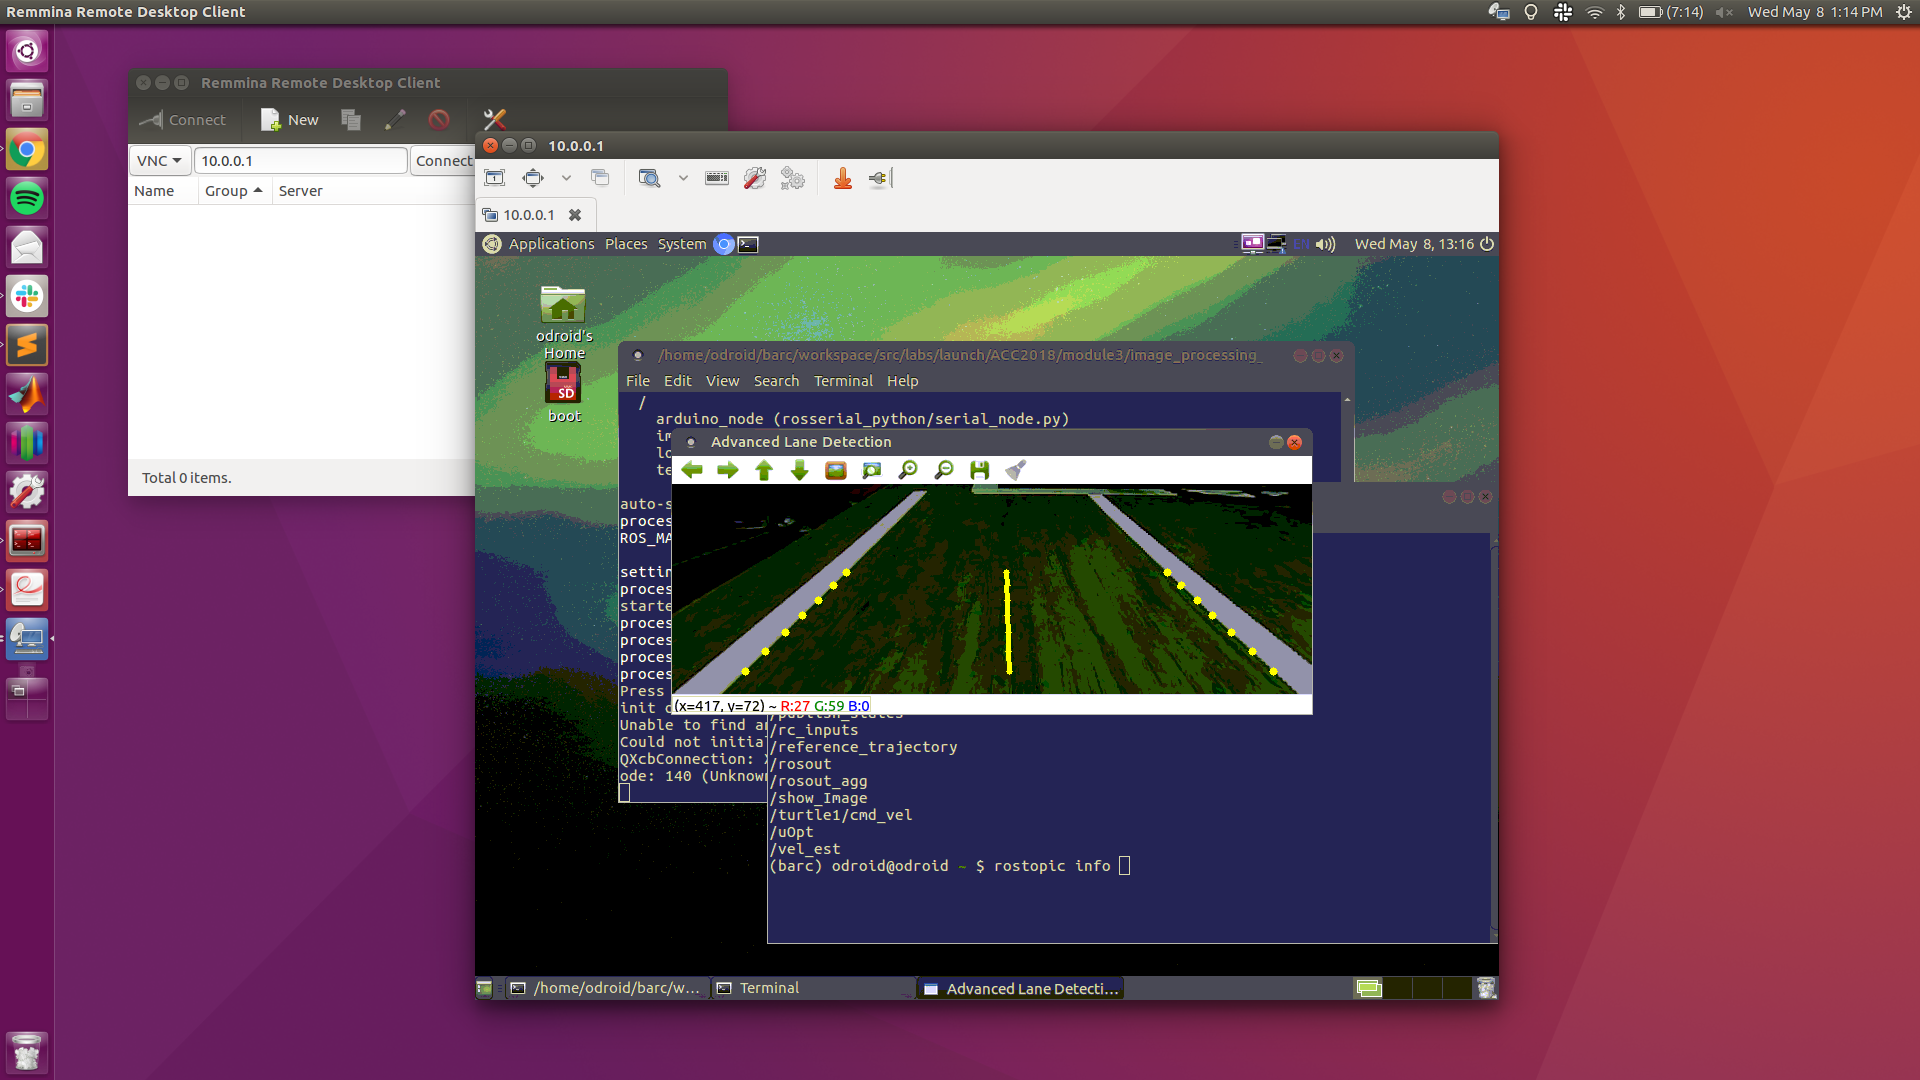 Remmina Remote Desktop Client
(7:14)
Wed May 8 1:14 PM
Remmina Remote Desktop Client
Connect
New
VNC
10.0.0.1
Connect
Name
Group
Server
Total 0 items.
10.0.0.1
10.0.0.1
Applications Places System
EN
Wed May 8, 13:16
odroid's
Home
SD
boot
/home/odroid/barc/workspace/src/labs/launch/ACC2018/module3/image_processing_
File Edit View Search Terminal Help
/
arduino_node (rosserial_python/serial_node.py)
im
lo
te
auto-s
proces
ROS_MA
settin
proces
starte
proces
proces
proces
proces
Press
init c
Unable to find a
Could not initia
QXcbConnection:
ode: 140 (Unknow
Advanced Lane Detection
(x=417, y=72) ~ R:27 G:59 B:0
/publish_states
/rc_inputs
/reference_trajectory
/rosout
/rosout_agg
/show_Image
/turtle1/cmd_vel
/uOpt
/vel_est
(barc) odroid@odroid ~ $ rostopic info
/home/odroid/barc/w...
Terminal
Advanced Lane Detecti...